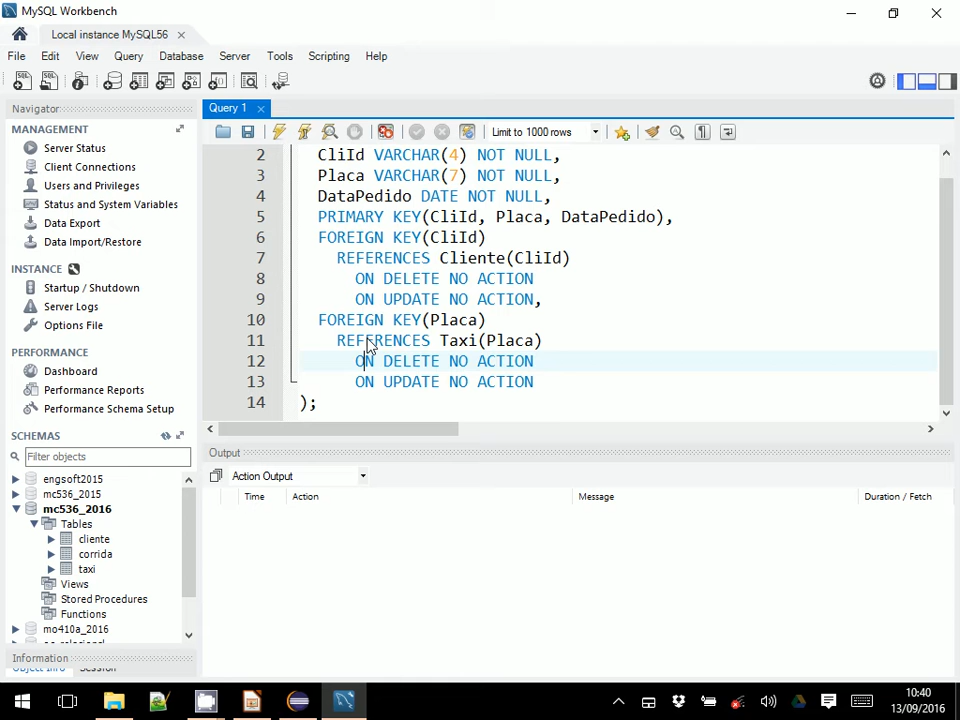 MySQL Workbench
Local instance MySQL56
File Edit View Query Database Server Tools Scripting Help
Navigator
MANAGEMENT
Server Status
Client Connections
Users and Privileges
Status and System Variables
Data Export
Data Import/Restore
INSTANCE
Startup / Shutdown
Server Logs
Options File
PERFORMANCE
Dashboard
Performance Reports
Performance Schema Setup
SCHEMAS
Filter objects
engsoft2015
mc536_2015
mc536_2016
Tables
cliente
corrida
taxi
Views
Stored Procedures
Functions
mo410a_2016
Information
Object Info Session
Query 1
Limit to 1000 rows
2 CliId VARCHAR(4) NOT NULL,
3 Placa VARCHAR(7) NOT NULL,
4 DataPedido DATE NOT NULL,
5 PRIMARY KEY(CliId, Placa, DataPedido),
6 FOREIGN KEY(CliId)
7 REFERENCES Cliente(CliId)
8 ON DELETE NO ACTION
9 ON UPDATE NO ACTION,
10 FOREIGN KEY(Placa)
11 REFERENCES Taxi(Placa)
12 ON DELETE NO ACTION
13 ON UPDATE NO ACTION
14 );
Output
Action Output
Time Action Message Duration / Fetch
10:40
13/09/2016